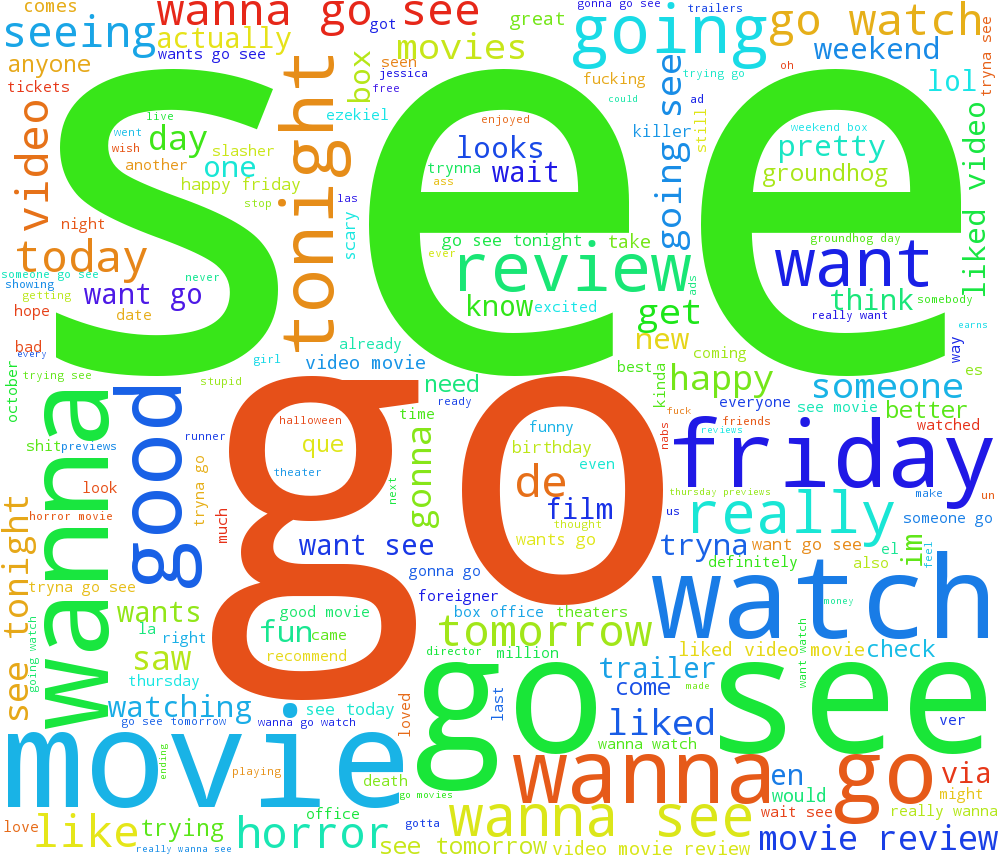 comes
wanna go see
got
great
gonna go see
trailers
go watch
seeing
actually
wants go see
movies
going
weekend
tryna see
anyone
tickets
box
seen
jessica
free
fucking
trying go
oh
lol
see
video
tonight
ezekiel
could
ad
going see
still
killer
live
went
day
wish
slasher
another
one
happy friday
stop
enjoyed
looks
trynna
wait
ass
las
weekend box
pretty
groundhog
liked video
night
scary
today
go see tonight
take
ever
groundhog day
want
someone go see
showing
never
getting
want go
review
ads
think
somebody
hope
date
know
excited
get
really want
earns
bad
every
already
new
way
girl
video movie
coming
trying see
stupid
best
kinda
es
october
wanna
good
go
need
ready
happy
someone
everyone
see movie
better
halloween
time
funny
fuck
friends
watched
shit
previews
runner
que
gonna
birthday
nabs
reviews
friday
theater
even
look
tryna go
next
de
film
thursday previews
make
un
see tonight
horror movie
much
thought
us
really
someone go
want see
wants go
tryna
want go see
im
el
feel
tryna go see
gonna go
definitely
also
foreigner
watch
money
wants
good movie
box office
theaters
la
right
fun
came
tomorrow
going watch
saw
recommend
director
million
liked video movie
check
want watch
thursday
trailer
come
made
watching
see today
loved
go see
last
liked
ver
go see tomorrow
wanna go watch
wanna watch
movie
ending
playing
death
go movies
wanna go
en
via
would
might
love
like
trying
office
horror
gotta
wanna see
wait see
really wanna
really wanna see
see tomorrow
video movie review
movie review